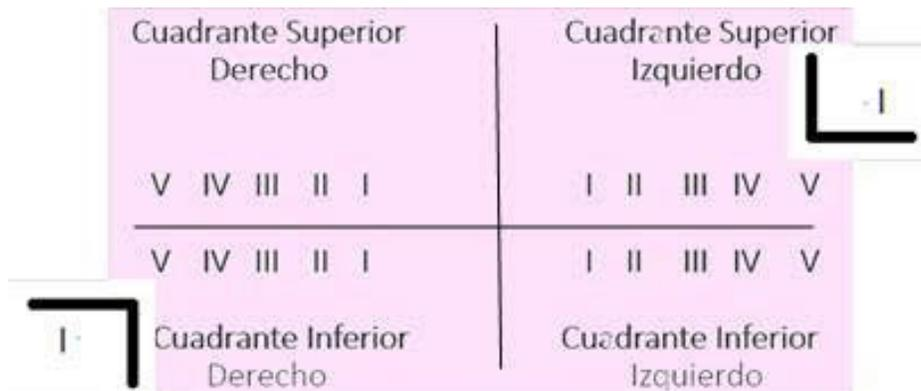 Cuadrante Superior Derecho
Cuadrante Superior Izquierdo
I
V IV III II I
I II III IV V
V IV III II I
I II III IV V
I
Cuadrante Inferior Derecho
Cuadrante Inferior Izquierdo